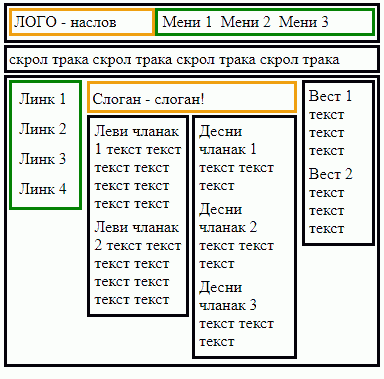 ЛОГО - наслов
Мени 1 Мени 2 Мени 3
скрол трака скрол трака скрол трака скрол трака
Линк 1
Линк 2
Линк 3
Линк 4
Слоган - слоган!
Леви чланак
1 текст текст
текст текст
текст текст
текст текст
Леви чланак
2 текст текст
текст текст
текст текст
текст текст
Десни
чланак 1
текст текст
текст
Десни
чланак 2
текст текст
текст
Десни
чланак 3
текст текст
текст
Вест 1
текст
текст
текст
Вест 2
текст
текст
текст